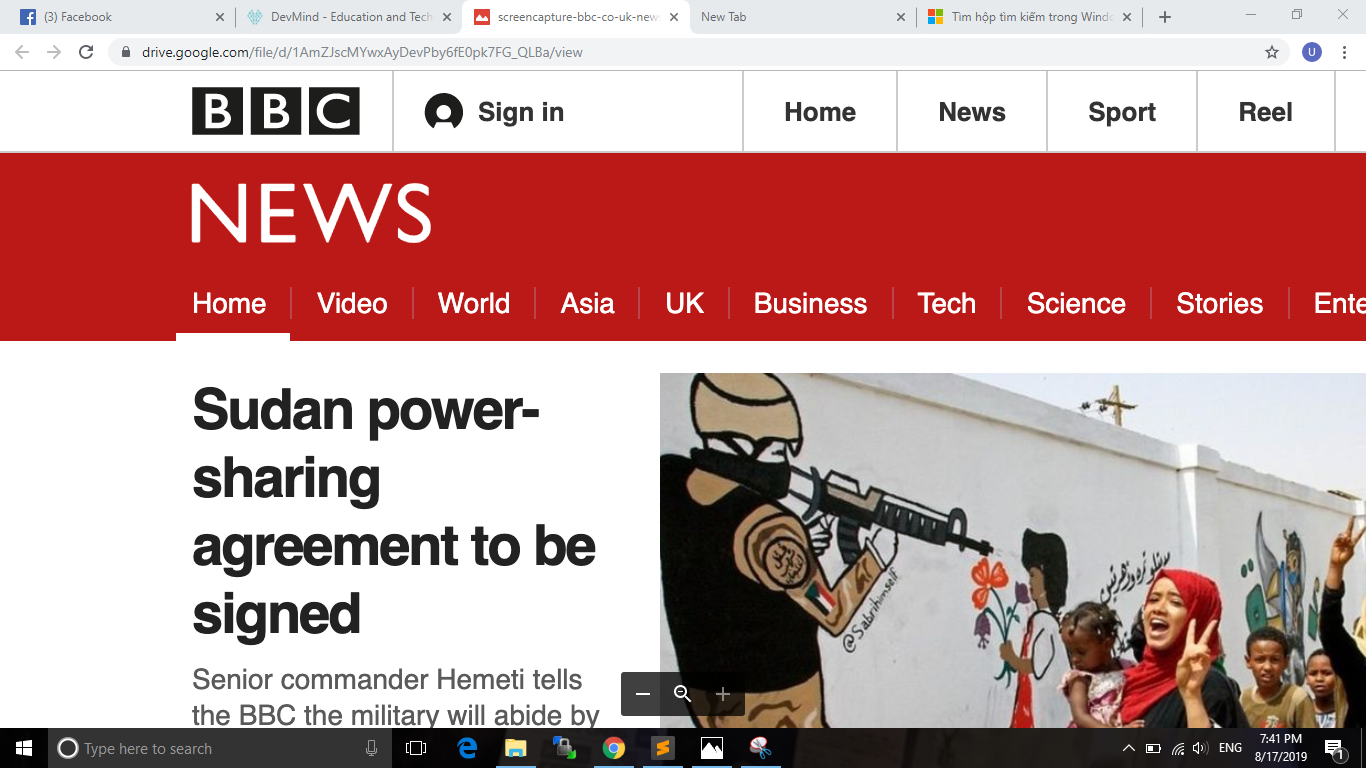 (3) Facebook
DevMind - Education and Tech
screencapture-bbc-co-uk-news
New Tab
Tìm hộp tìm kiếm trong Windo
drive.google.com/file/d/1AmZJscMYwxAyDevPby6fE0pk7FG_QLBa/view
U
BBC
Sign in
Home
News
Sport
Reel
NEWS
Home
Video
World
Asia
UK
Business
Tech
Science
Stories
Ente
Sudan power-
sharing
agreement to be
signed
Senior commander Hemeti tells
the BBC the military will abide by
@Sabrihimself
Type here to search
ENG
7:41 PM
8/17/2019
1